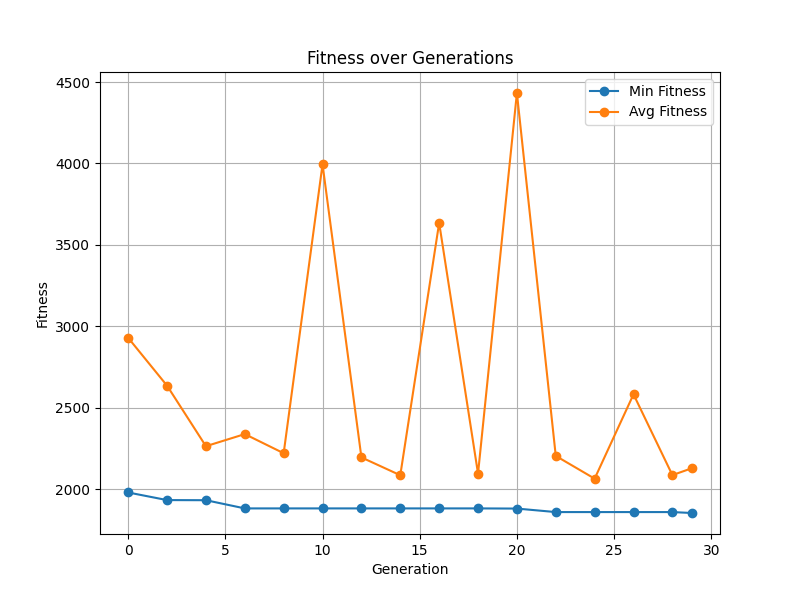 Fitness over Generations
Min Fitness
Avg Fitness
4500
4000
3500
3000
2500
2000
Fitness
0 5 10 15 20 25 30
Generation